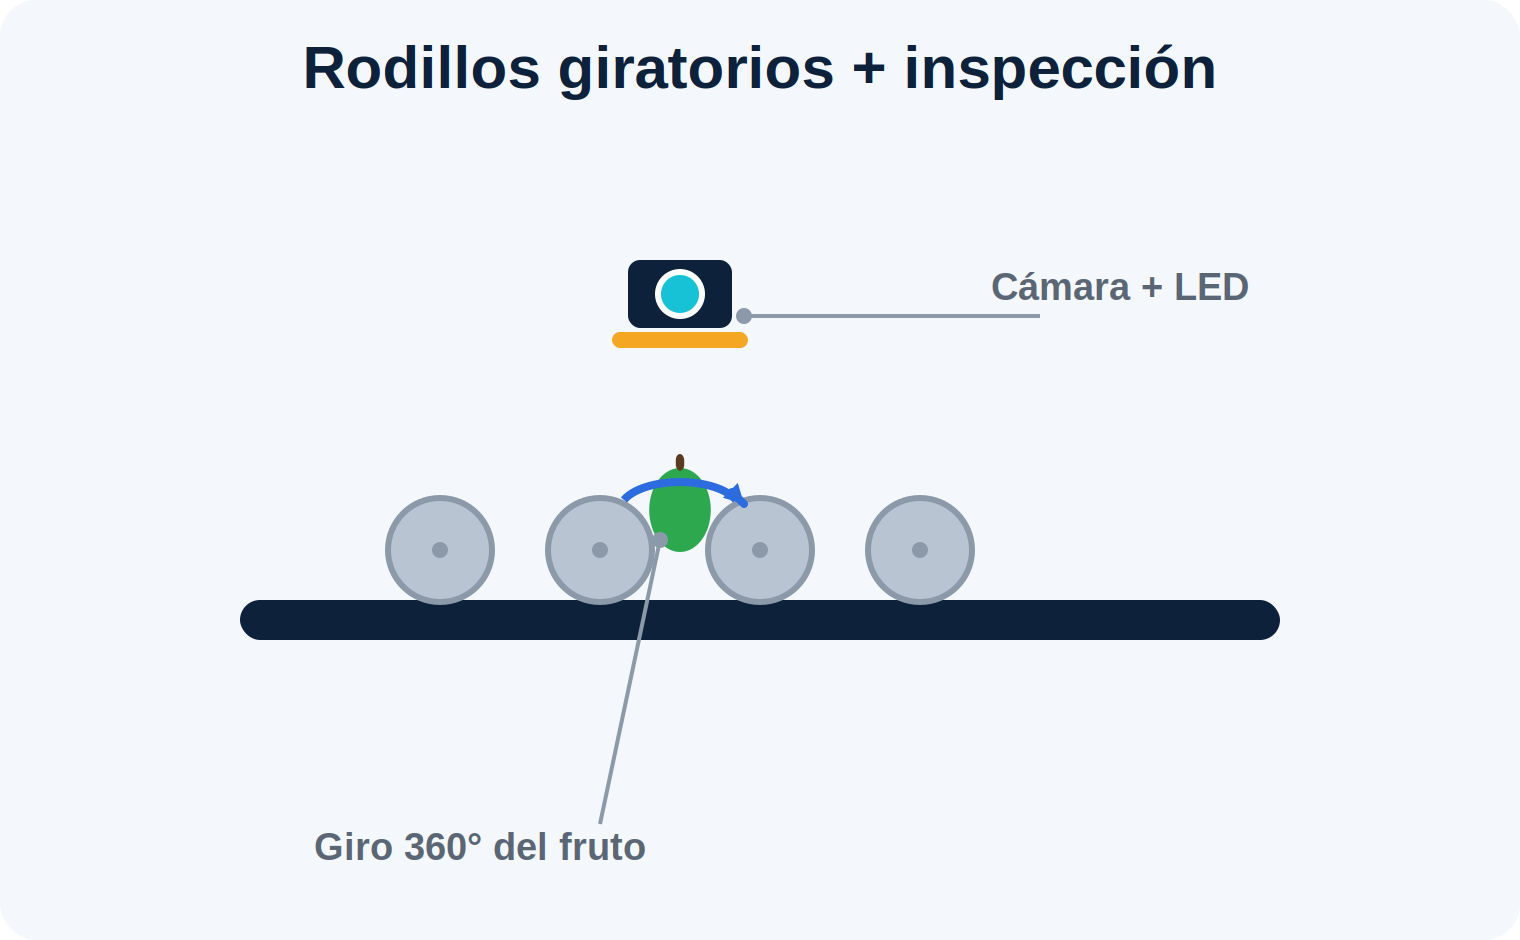 Rodillos giratorios + inspección
Cámara + LED
Giro 360° del fruto